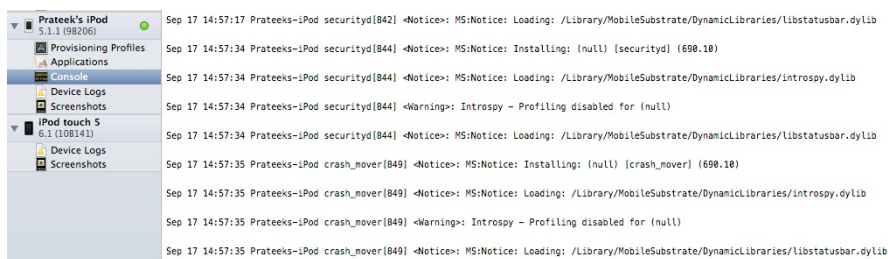 Prateek's iPod
5.1.1 (9B206)
Provisioning Profiles
Applications
Console
Device Logs
Screenshots
iPod touch 5
6.1 (10B141)
Device Logs
Screenshots
Sep 17 14:57:17 Prateeks-iPod securityd[842] <Notice>: MS:Notice: Loading: /Library/MobileSubstrate/DynamicLibraries/libstatusbar.dylib
Sep 17 14:57:34 Prateeks-iPod securityd[844] <Notice>: MS:Notice: Installing: (null) [securityd] (690.10)
Sep 17 14:57:34 Prateeks-iPod securityd[844] <Notice>: MS:Notice: Loading: /Library/MobileSubstrate/DynamicLibraries/introspy.dylib
Sep 17 14:57:34 Prateeks-iPod securityd[844] <Warning>: Introspy - Profiling disabled for (null)
Sep 17 14:57:34 Prateeks-iPod securityd[844] <Notice>: MS:Notice: Loading: /Library/MobileSubstrate/DynamicLibraries/libstatusbar.dylib
Sep 17 14:57:35 Prateeks-iPod crash_mover[849] <Notice>: MS:Notice: Installing: (null) [crash_mover] (690.10)
Sep 17 14:57:35 Prateeks-iPod crash_mover[849] <Notice>: MS:Notice: Loading: /Library/MobileSubstrate/DynamicLibraries/introspy.dylib
Sep 17 14:57:35 Prateeks-iPod crash_mover[849] <Warning>: Introspy - Profiling disabled for (null)
Sep 17 14:57:35 Prateeks-iPod crash_mover[849] <Notice>: MS:Notice: Loading: /Library/MobileSubstrate/DynamicLibraries/libstatusbar.dylib